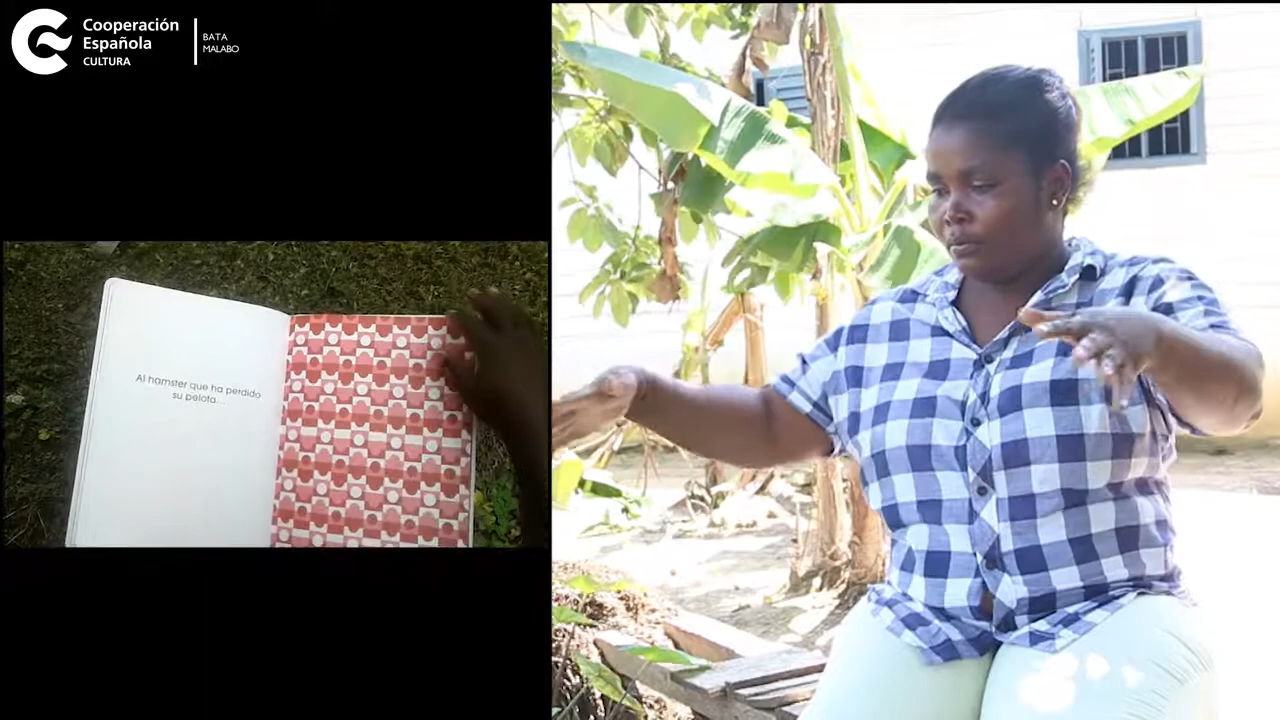 Cooperación
Española
CULTURA
BATA
MALABO
Al hamster que ha perdido
su pelota...